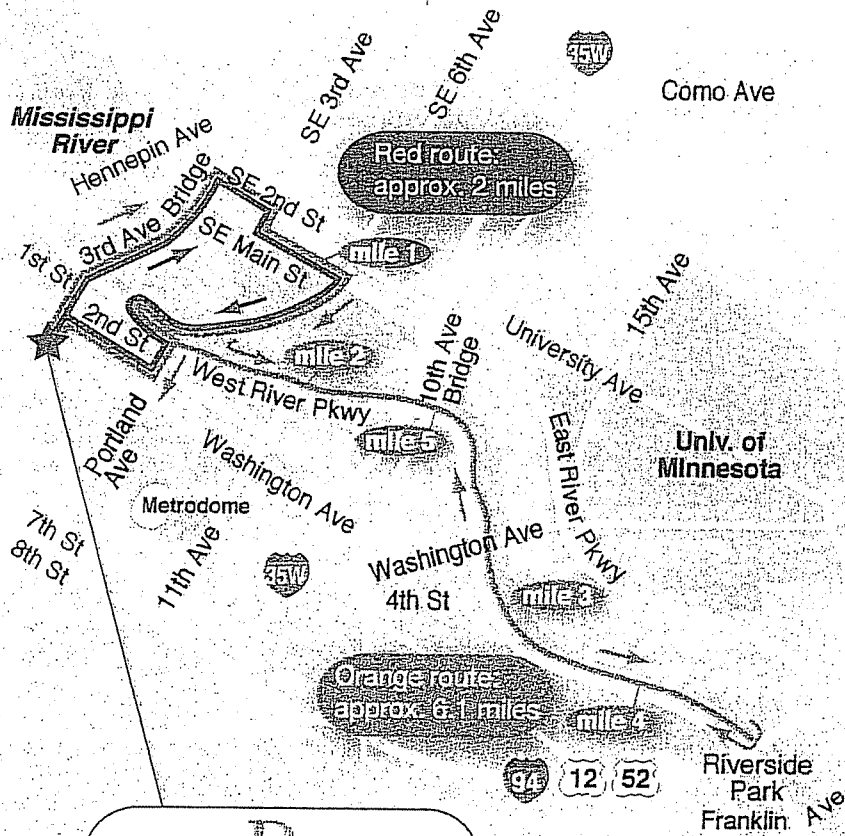 SE 3rd Ave
SE 6th Ave
35W
Como Ave
Mississippi
River
Hennepin Ave
Red route:
approx. 2 miles
3rd Ave Bridge
SE 2nd St
SE Main St
mile 1
1st St
2nd St.
mile 2
10th Ave
Bridge
University Ave
15th Ave
West River Pkwy
mile 5
Portland
Ave
Washington Ave
East River Pkwy
Univ. of
Minnesota
Metrodome
7th St
8th St
11th Ave
35W
Washington Ave
4th St
mile 3
Orange route:
approx. 6.1 miles
mile 4
94
12
52
Riverside
Park
Franklin Ave